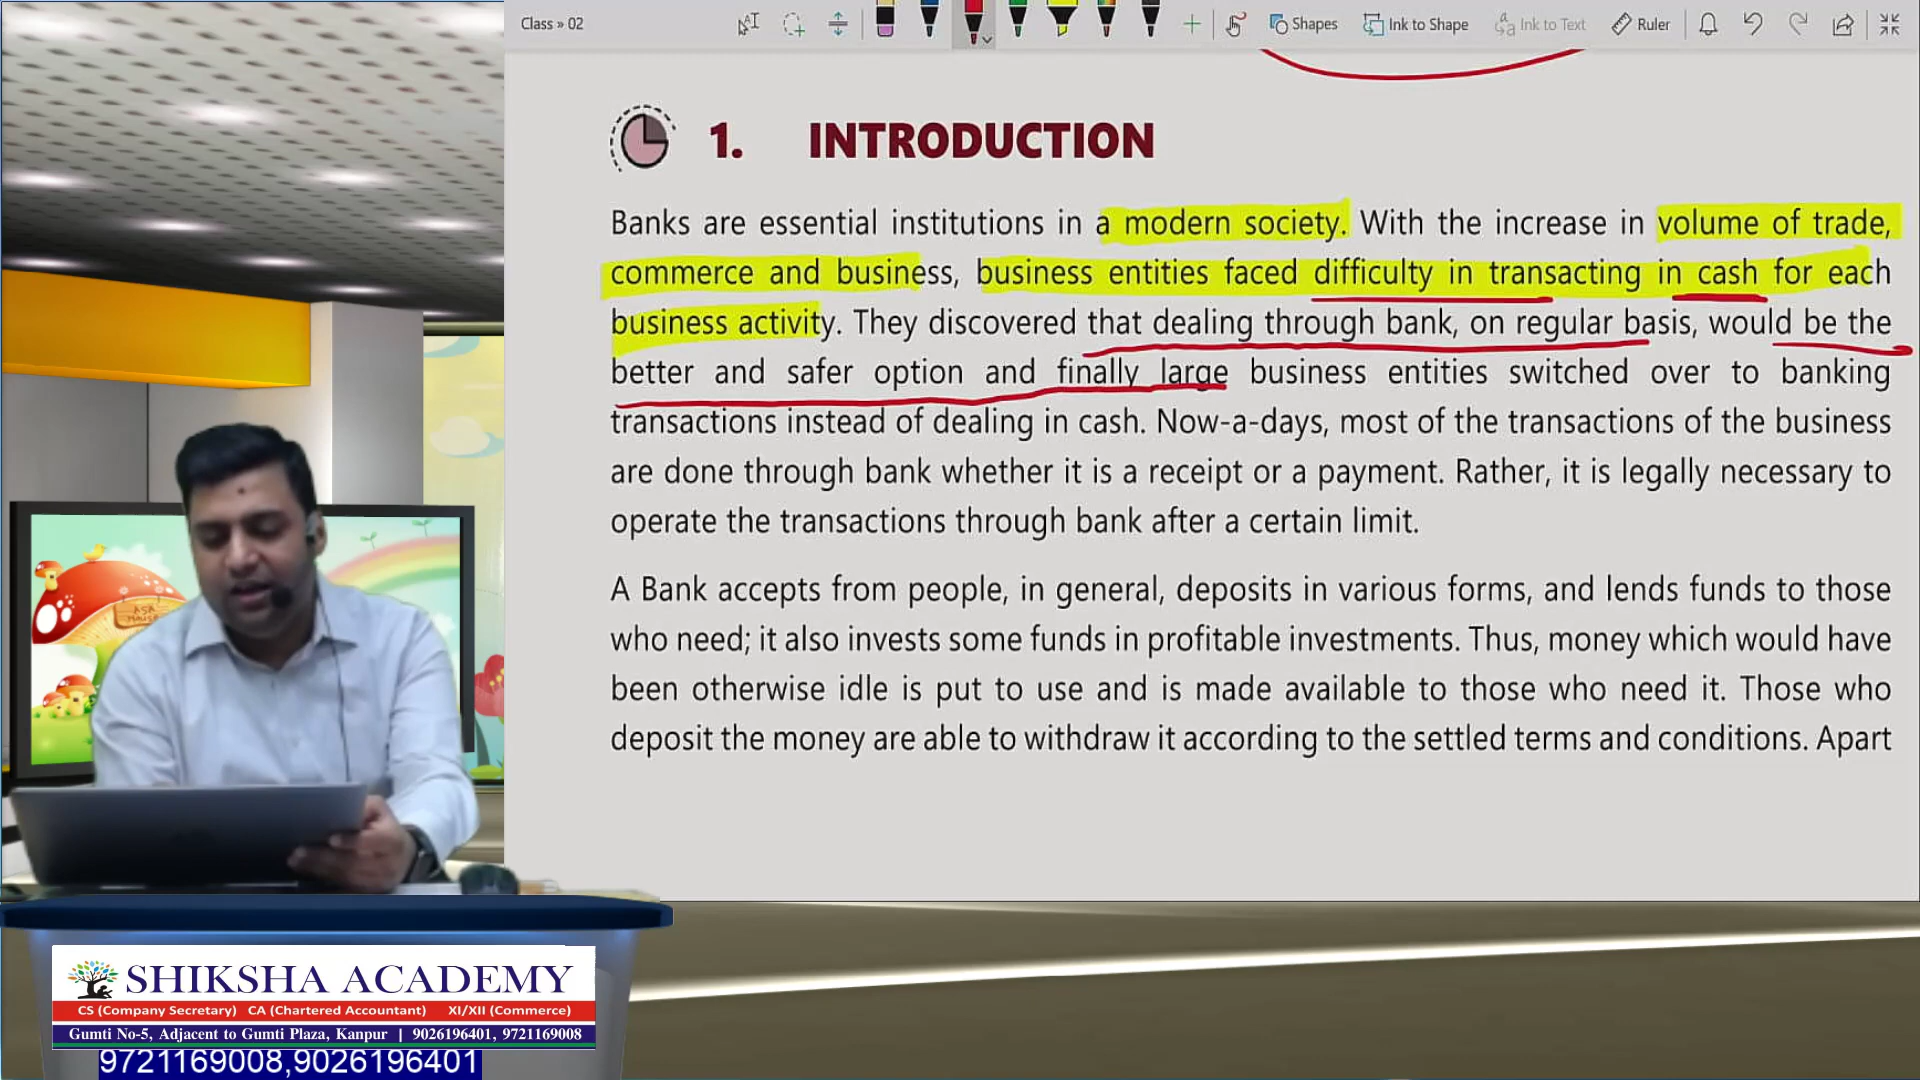 Class » 02
Shapes
Ink to Shape
Ink to Text
Ruler
1. INTRODUCTION
Banks are essential institutions in a modern society. With the increase in volume of trade,
commerce and business, business entities faced difficulty in transacting in cash for each
business activity. They discovered that dealing through bank, on regular basis, would be the
better and safer option and finally large business entities switched over to banking
transactions instead of dealing in cash. Now-a-days, most of the transactions of the business
are done through bank whether it is a receipt or a payment. Rather, it is legally necessary to
operate the transactions through bank after a certain limit.
A Bank accepts from people, in general, deposits in various forms, and lends funds to those
who need; it also invests some funds in profitable investments. Thus, money which would have
been otherwise idle is put to use and is made available to those who need it. Those who
deposit the money are able to withdraw it according to the settled terms and conditions. Apart
SHIKSHA ACADEMY
CS (Company Secretary) CA (Chartered Accountant) XI/XII (Commerce)
Gumti No-5, Adjacent to Gumti Plaza, Kanpur | 9026196401, 9721169008
9721169008,9026196401